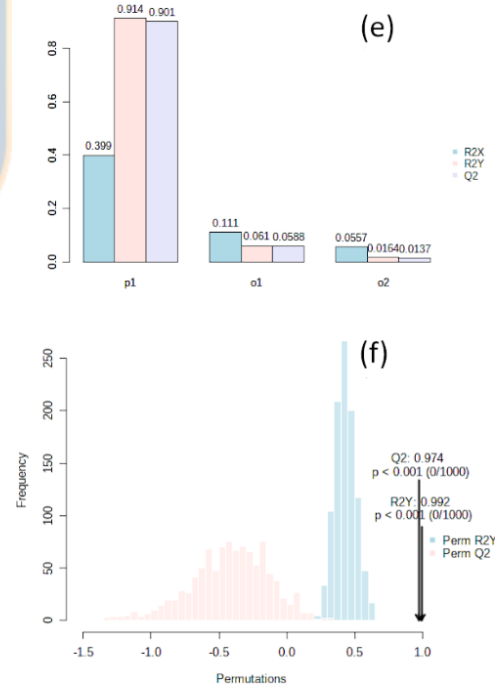 (e)
0.914
0.901
0.8
0.6
0.4
0.2
0.0
0.399
0.111
0.061
0.0588
0.0557
0.0164
0.0137
p1
o1
o2
R2X
R2Y
Q2
(f)
Frequency
250
200
150
100
50
0
Q2: 0.974
p < 0.001 (0/1000)
R2Y: 0.992
p < 0.001 (0/1000)
Perm R2Y
Perm Q2
-1.5
-1.0
-0.5
0.0
0.5
1.0
Permutations